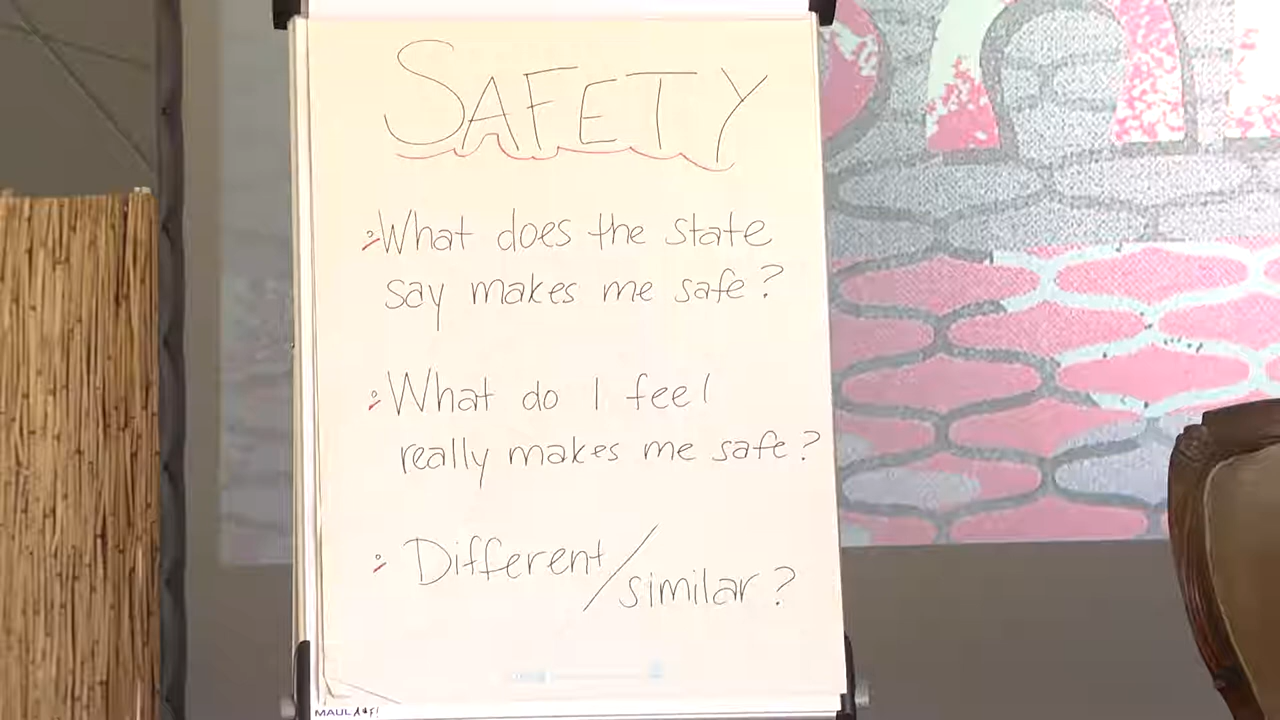 SAFETY
What does the state
say makes me safe?
What do I feel
really makes me safe?
Different/similar?